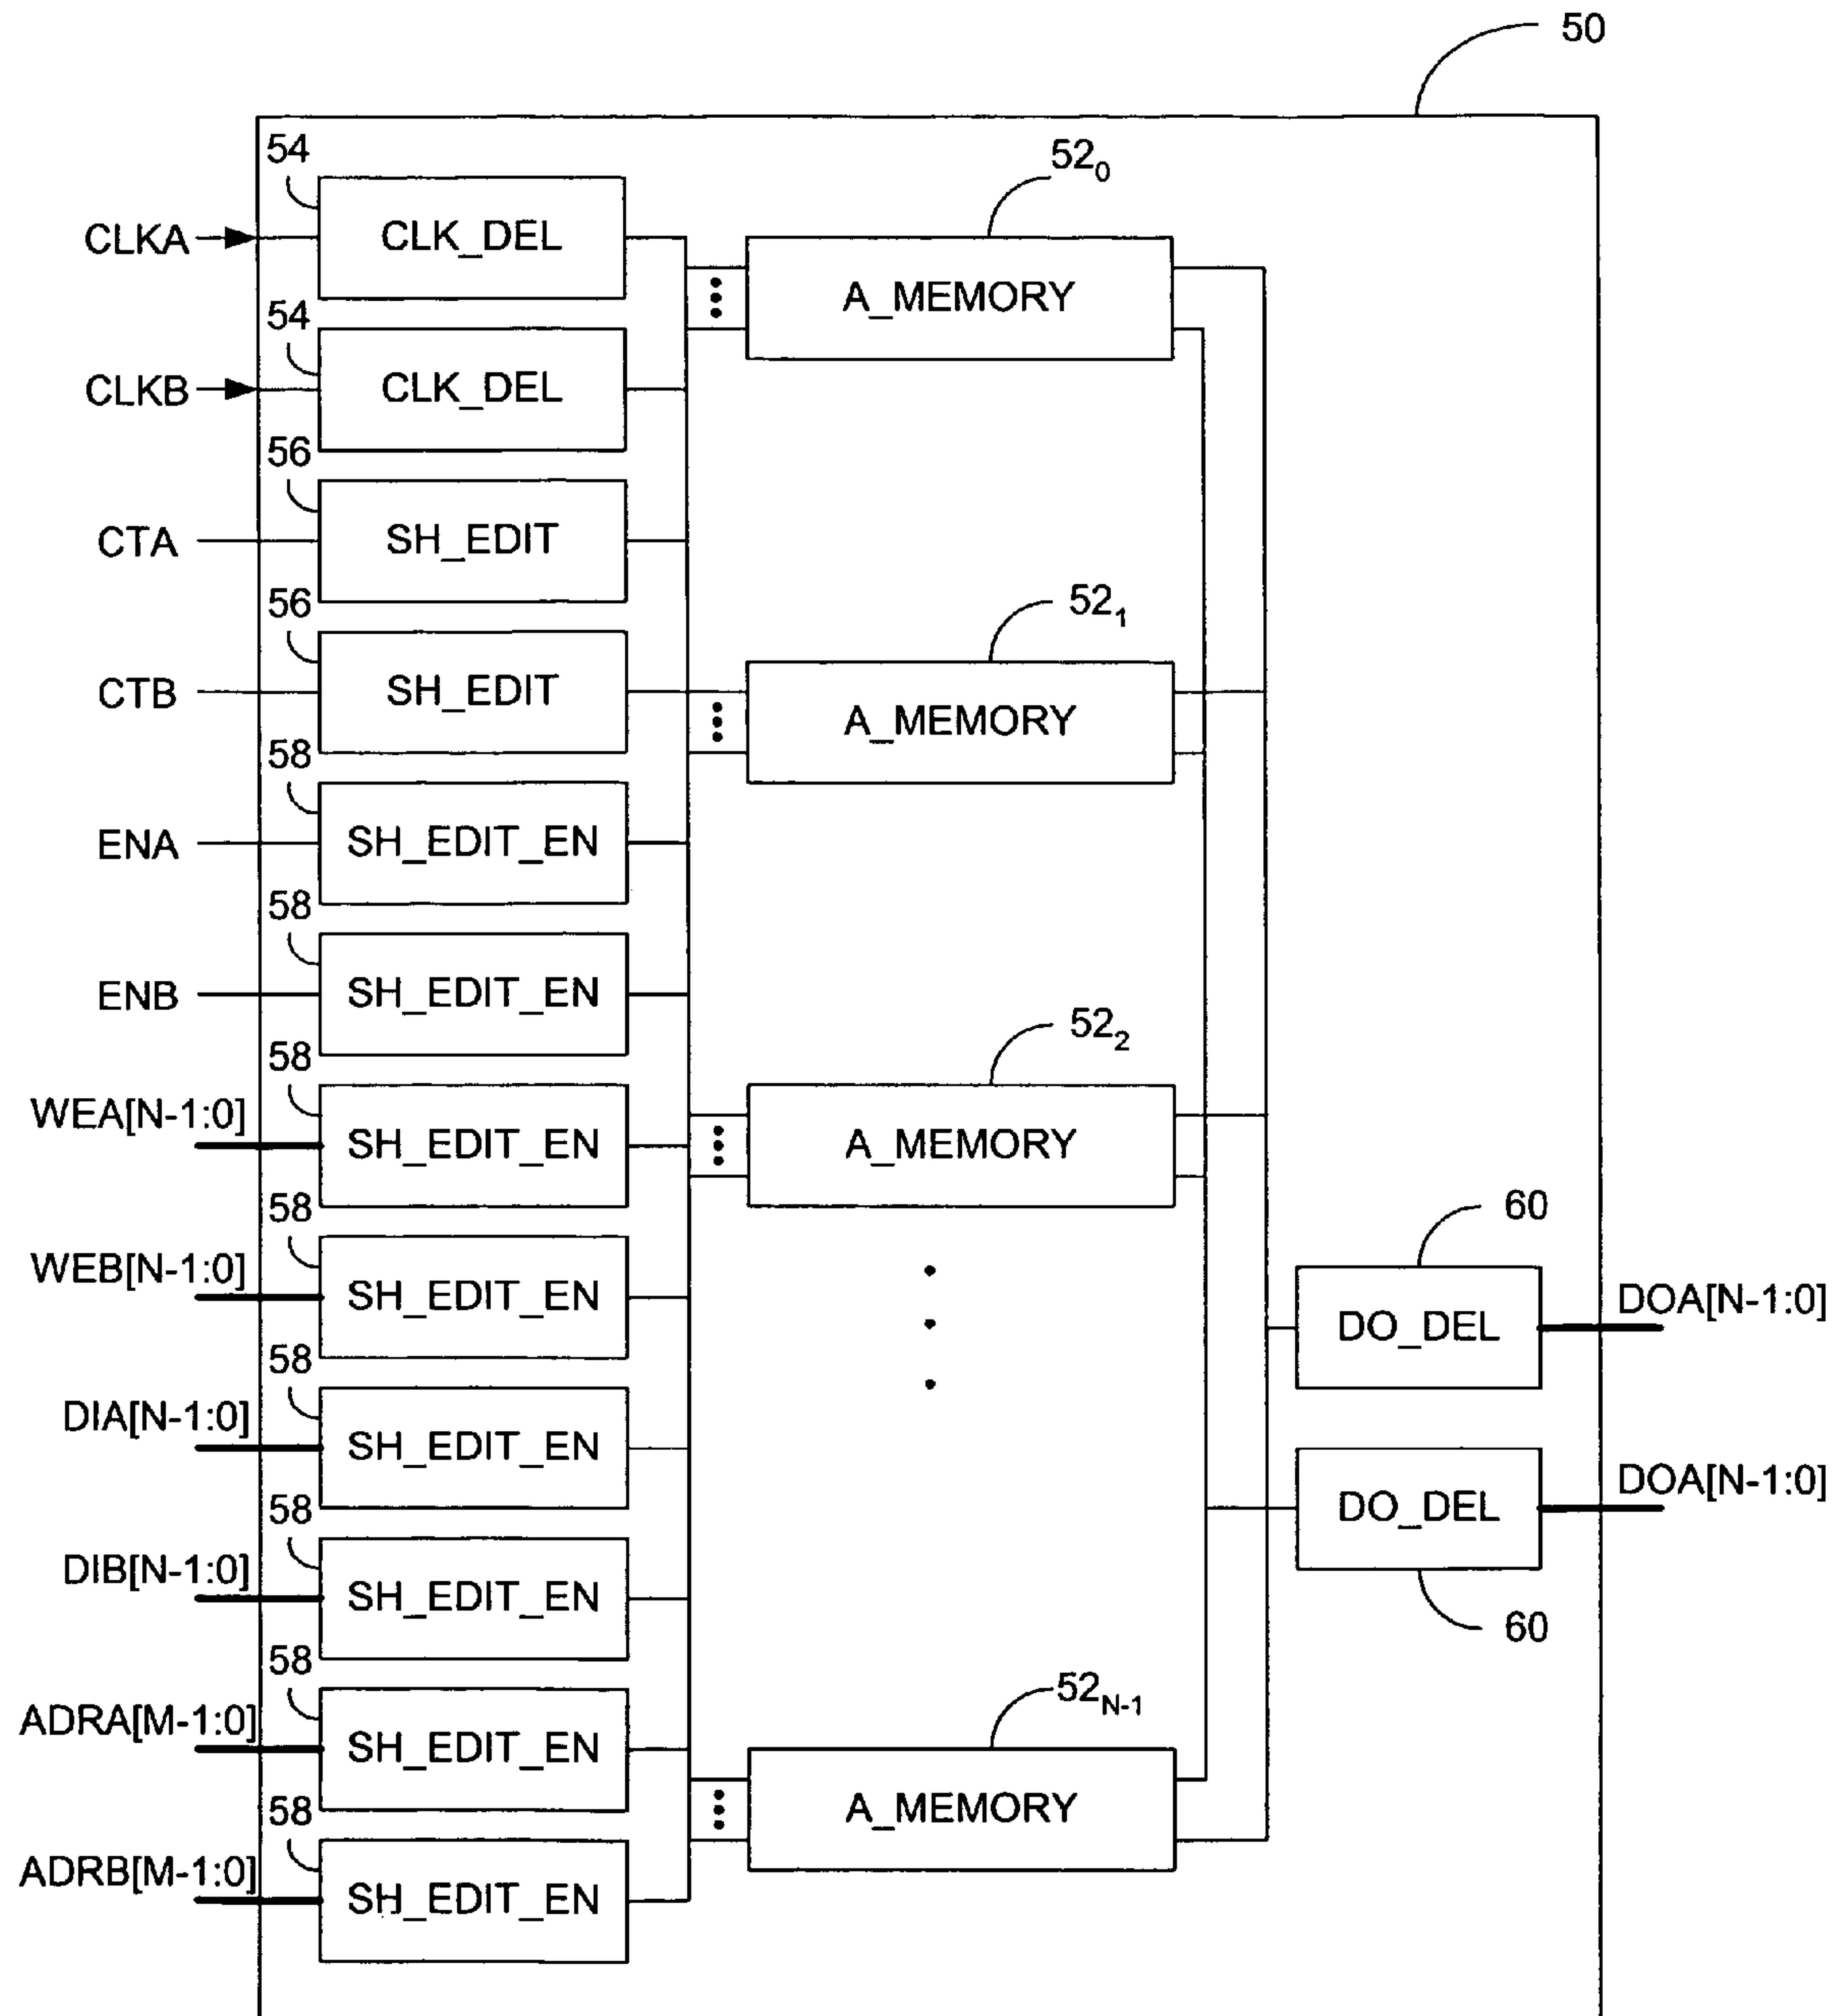 50
54
CLKA
CLK_DEL
52₀
A_MEMORY
54
CLKB
CLK_DEL
56
CTA
SH_EDIT
56
CTB
SH_EDIT
52₁
A_MEMORY
58
ENA
SH_EDIT_EN
58
ENB
SH_EDIT_EN
52₂
A_MEMORY
58
WEA[N-1:0]
SH_EDIT_EN
58
WEB[N-1:0]
SH_EDIT_EN
60
DO_DEL
DOA[N-1:0]
58
DIA[N-1:0]
SH_EDIT_EN
DO_DEL
DOA[N-1:0]
60
58
DIB[N-1:0]
SH_EDIT_EN
58
ADRA[M-1:0]
SH_EDIT_EN
52N-1
A_MEMORY
58
ADRB[M-1:0]
SH_EDIT_EN